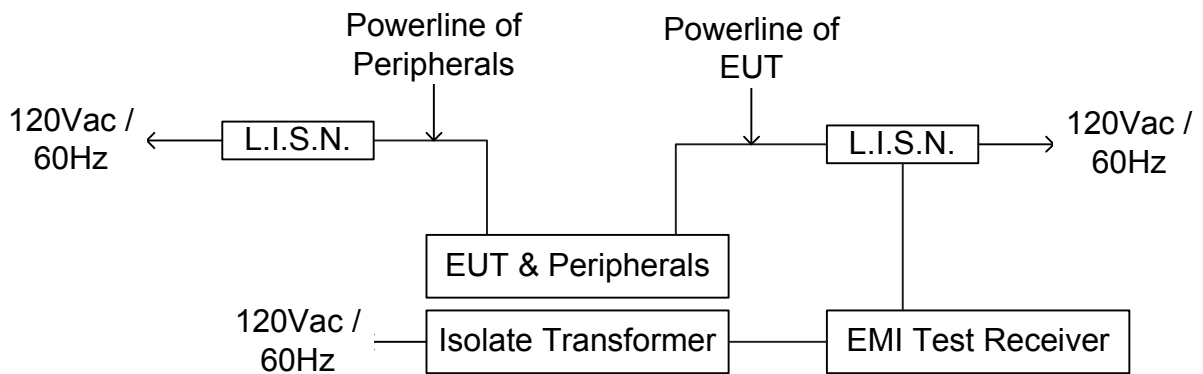 Powerline of
Peripherals
Powerline of
EUT
120Vac /
60Hz
L.I.S.N.
L.I.S.N.
120Vac /
60Hz
EUT & Peripherals
120Vac /
60Hz
Isolate Transformer
EMI Test Receiver